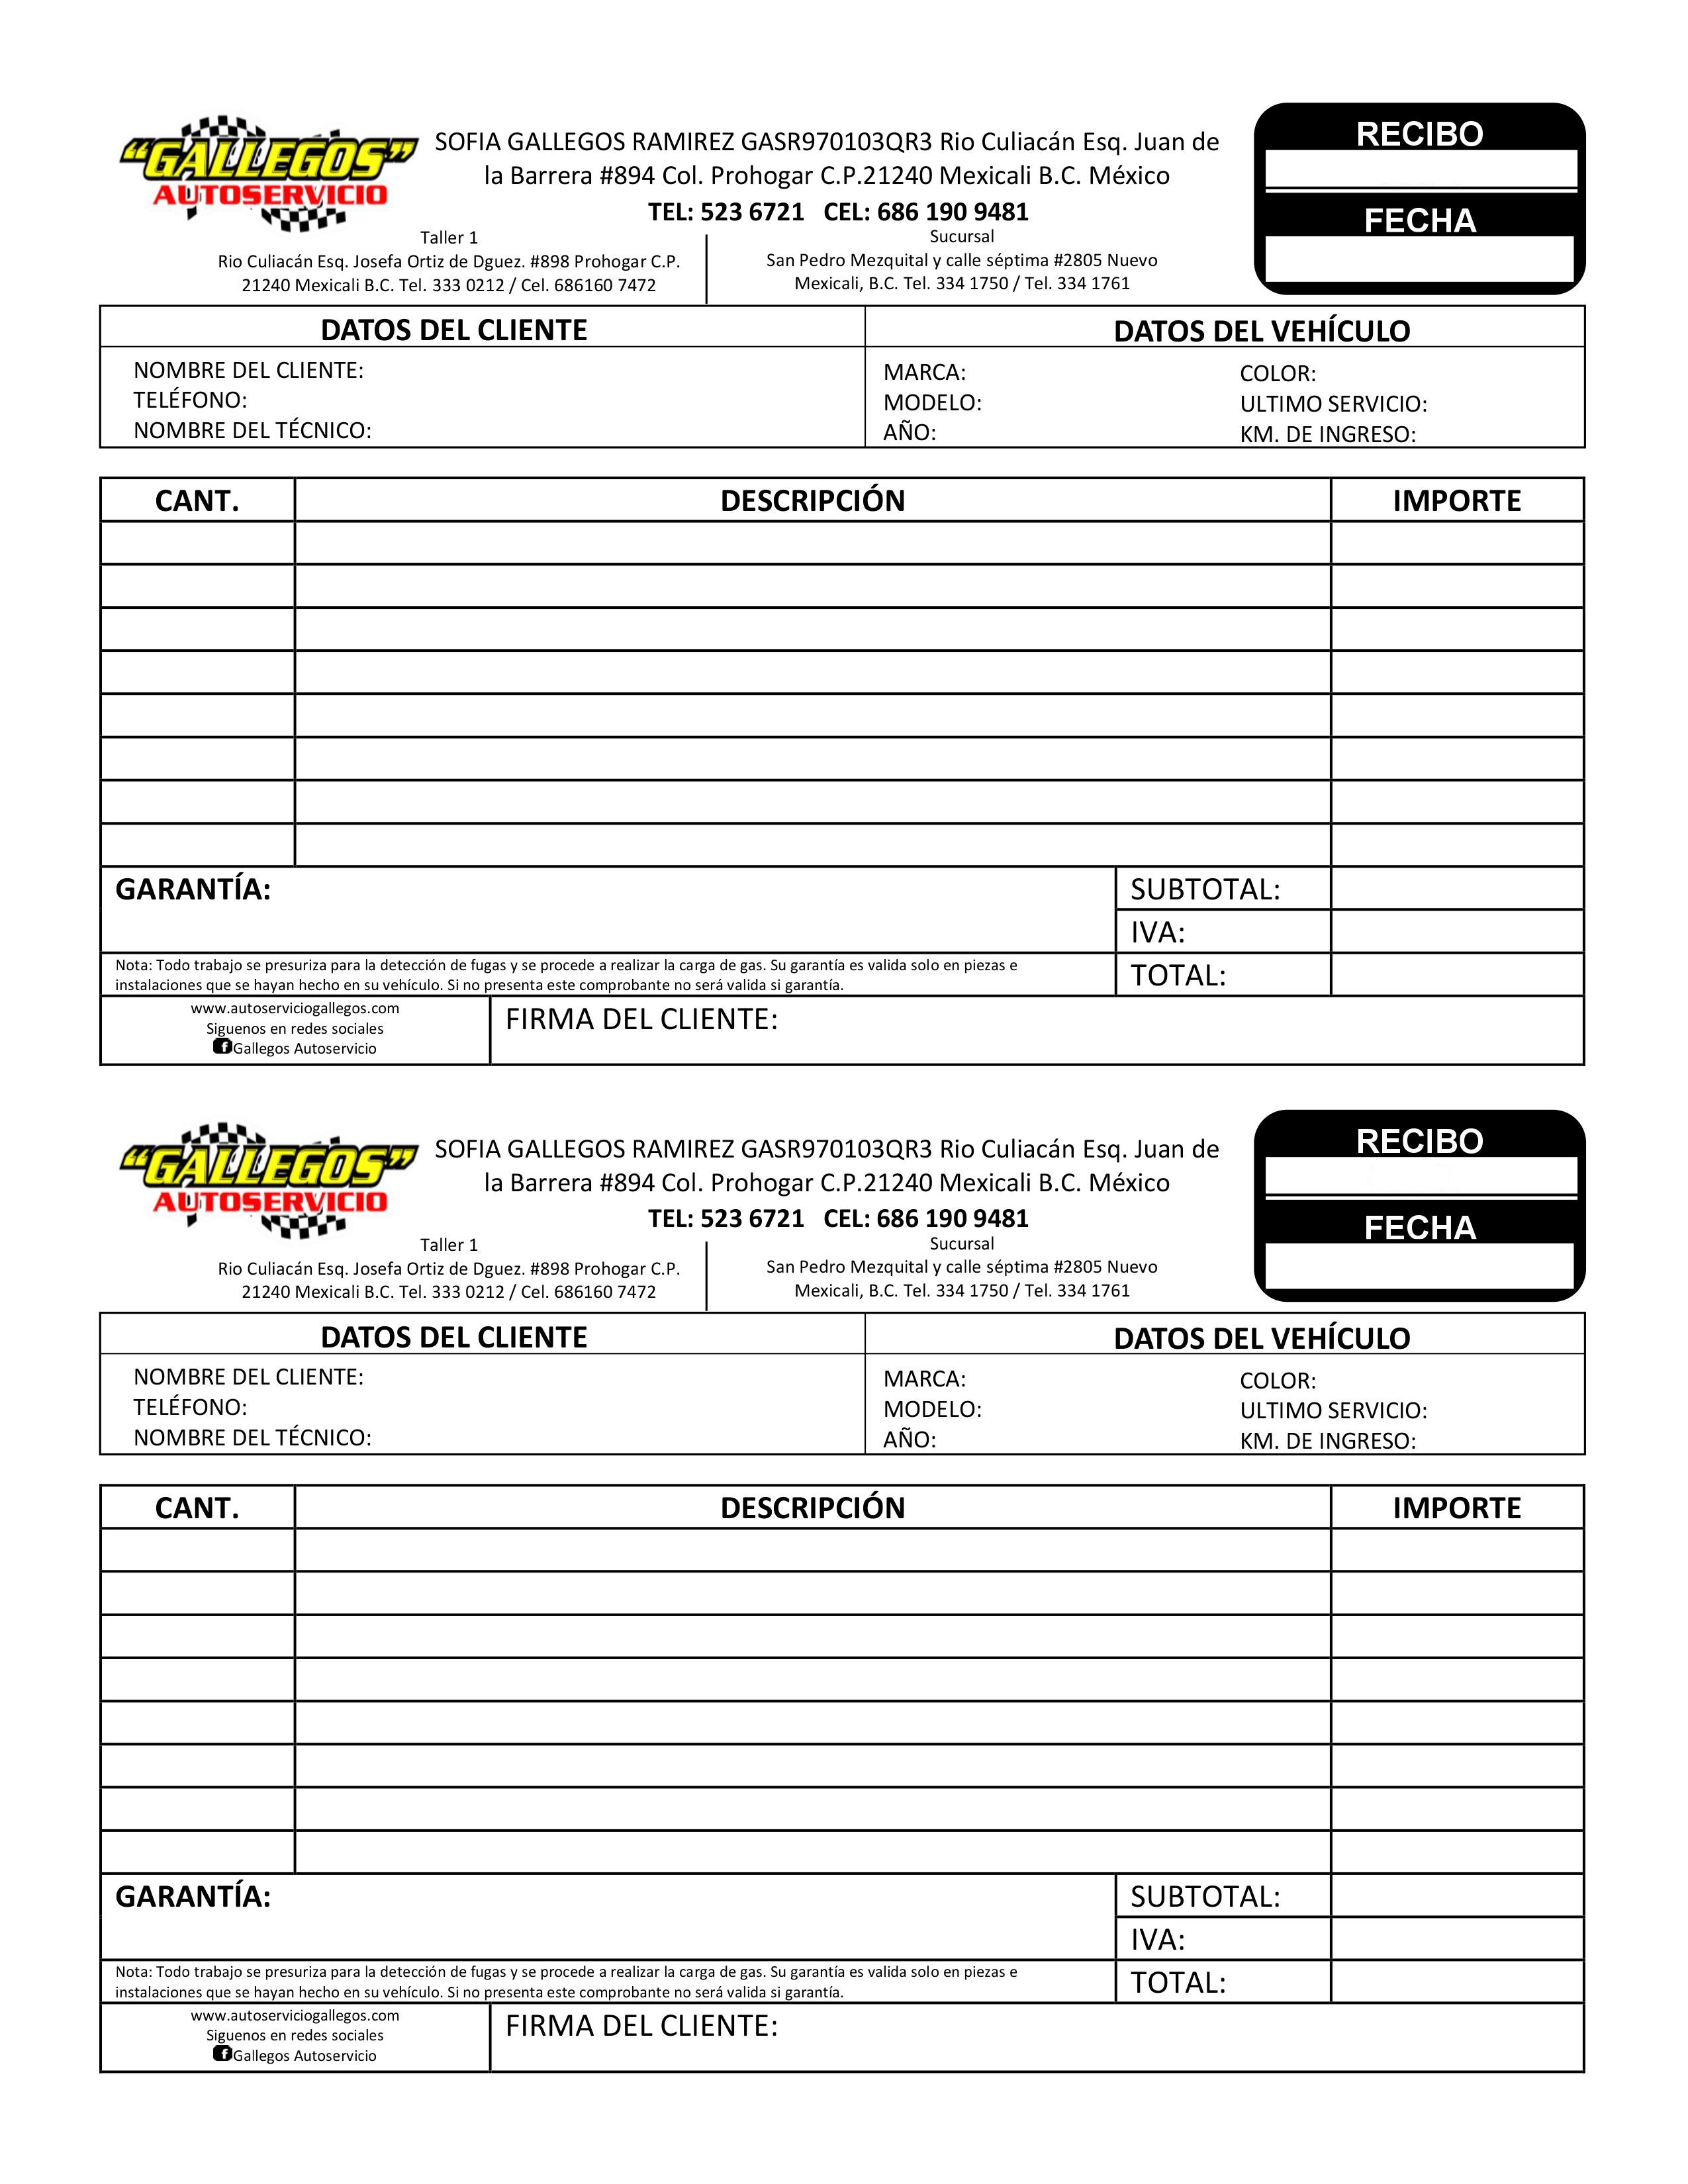 “GALLEGOS”
AUTOSERVICIO
SOFIA GALLEGOS RAMIREZ GASR970103QR3 Rio Culiacán Esq. Juan de
la Barrera #894 Col. Prohogar C.P.21240 Mexicali B.C. México
TEL: 523 6721 CEL: 686 190 9481
Taller 1
Rio Culiacán Esq. Josefa Ortiz de Dguez. #898 Prohogar C.P.
21240 Mexicali B.C. Tel. 333 0212 / Cel. 686160 7472
Sucursal
San Pedro Mezquital y calle séptima #2805 Nuevo
Mexicali, B.C. Tel. 334 1750 / Tel. 334 1761
RECIBO
FECHA
DATOS DEL CLIENTE
NOMBRE DEL CLIENTE:
TELÉFONO:
NOMBRE DEL TÉCNICO:
DATOS DEL VEHÍCULO
MARCA:
MODELO:
AÑO:
COLOR:
ULTIMO SERVICIO:
KM. DE INGRESO:
CANT. DESCRIPCIÓN IMPORTE
GARANTÍA:
SUBTOTAL:
IVA:
Nota: Todo trabajo se presuriza para la detección de fugas y se procede a realizar la carga de gas. Su garantía es valida solo en piezas e
instalaciones que se hayan hecho en su vehículo. Si no presenta este comprobante no será valida si garantía.
TOTAL:
www.autoserviciogallegos.com
Siguenos en redes sociales
Gallegos Autoservicio
FIRMA DEL CLIENTE:
“GALLEGOS”
AUTOSERVICIO
SOFIA GALLEGOS RAMIREZ GASR970103QR3 Rio Culiacán Esq. Juan de
la Barrera #894 Col. Prohogar C.P.21240 Mexicali B.C. México
TEL: 523 6721 CEL: 686 190 9481
Taller 1
Rio Culiacán Esq. Josefa Ortiz de Dguez. #898 Prohogar C.P.
21240 Mexicali B.C. Tel. 333 0212 / Cel. 686160 7472
Sucursal
San Pedro Mezquital y calle séptima #2805 Nuevo
Mexicali, B.C. Tel. 334 1750 / Tel. 334 1761
RECIBO
FECHA
DATOS DEL CLIENTE
NOMBRE DEL CLIENTE:
TELÉFONO:
NOMBRE DEL TÉCNICO:
DATOS DEL VEHÍCULO
MARCA:
MODELO:
AÑO:
COLOR:
ULTIMO SERVICIO:
KM. DE INGRESO:
CANT. DESCRIPCIÓN IMPORTE
GARANTÍA:
SUBTOTAL:
IVA:
Nota: Todo trabajo se presuriza para la detección de fugas y se procede a realizar la carga de gas. Su garantía es valida solo en piezas e
instalaciones que se hayan hecho en su vehículo. Si no presenta este comprobante no será valida si garantía.
TOTAL:
www.autoserviciogallegos.com
Siguenos en redes sociales
Gallegos Autoservicio
FIRMA DEL CLIENTE: